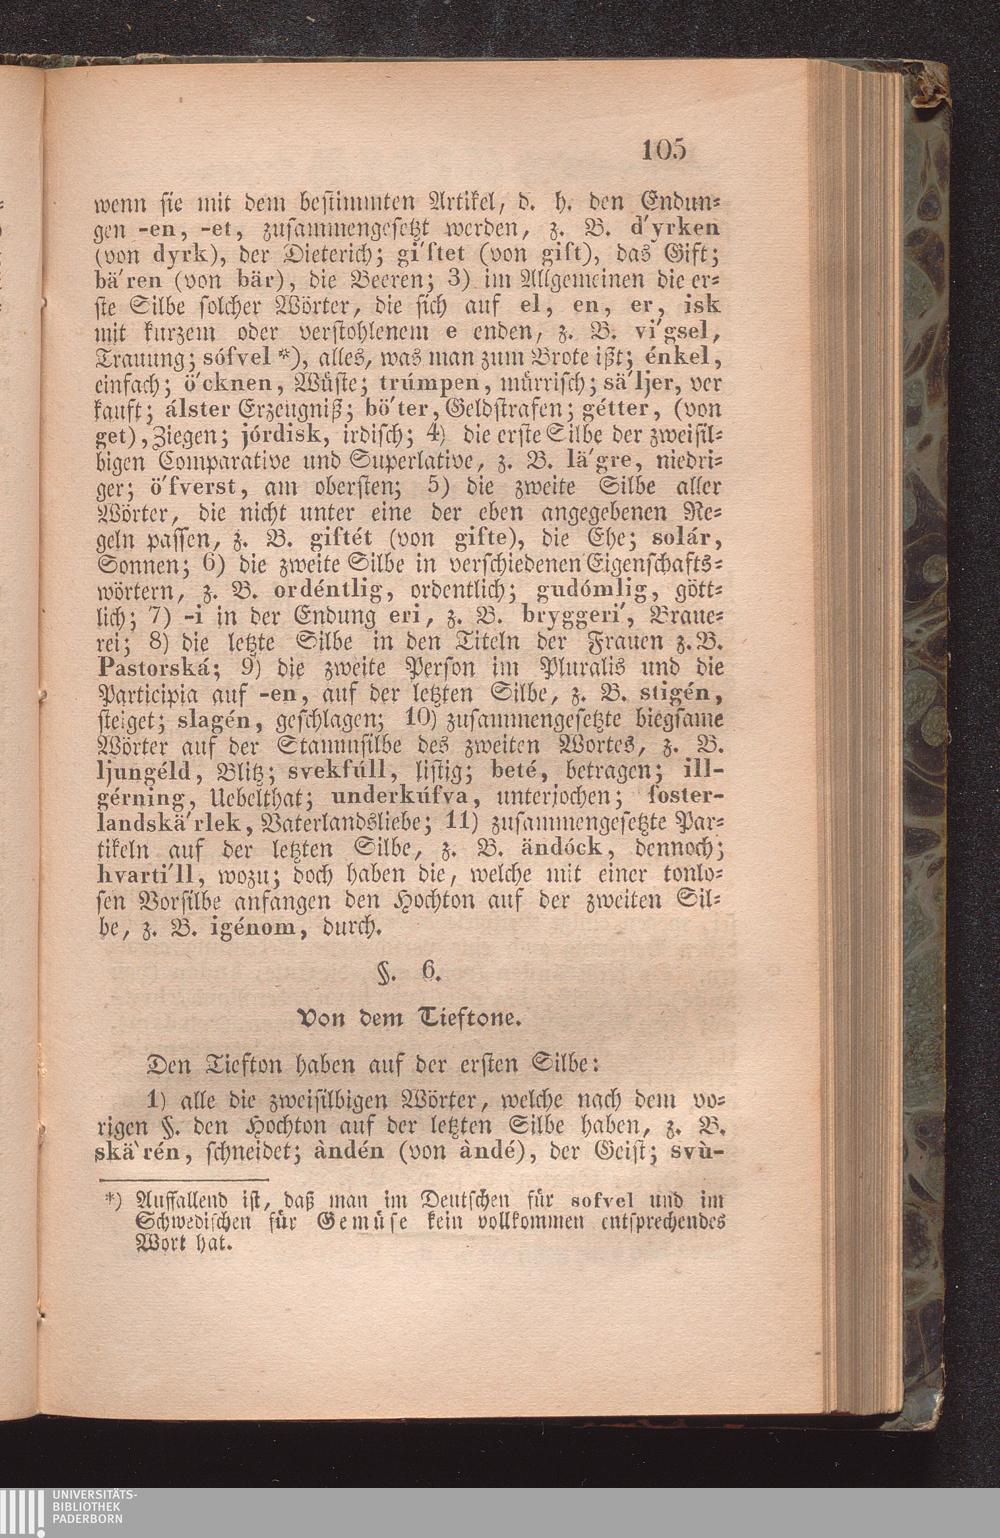 105
wenn sie mit dem bestimmten Artikel, d. h. den Endun-
gen -en, -et, zusammengesetzt werden, z. B. d´yrken
(von dyrk), der Dieterich; gi´ftet (von gift), das Gift;
bä´ren (von bär), die Beeren; 3) im Allgemeinen die er-
ste Silbe solcher Wörter, die sich auf el, en, er, isk
mit kurzem oder verstohlenem e enden, z. B. vi´gsel,
Trauung; sófvel *), alles, was man zum Brote ißt; énkel,
einfach; ö´cknen, Wüste; trúmpen, mürrisch; sä´ljer, ver
kauft; álster Erzeugniß; bö´ter, Geldstrafen; gétter, (von
get), Ziegen; jórdisk, irdisch; 4) die erste Silbe der zweisil-
bigen Comparative und Superlative, z. B. lä´gre, niedri-
ger; ö´fverst, am obersten; 5) die zweite Silbe aller
Wörter, die nicht unter eine der eben angegebenen Re-
geln passen, z. B. giftét (von gifte), die Ehe; solár,
Sonnen; 6) die zweite Silbe in verschiedenen Eigenschafts-
wörtern, z. B. ordéntlig, ordentlich; gudómlig, gött-
lich; 7) -i in der Endung eri, z. B. bryggeri´, Braue-
rei; 8) die letzte Silbe in den Titeln der Frauen z. B.
Pastorská; 9) die zweite Person im Pluralis und die
Participia auf -en, auf der letzten Silbe, z. B. stigén,
steiget; slagén, geschlagen; 10) zusammengesetzte biegsame
Wörter auf der Stammsilbe des zweiten Wortes, z. B.
ljungéld, Blitz; svekfúll, listig; beté, betragen; ill-
gérning, Uebelthat; underkúfva, unterjochen; foster-
landskä´rlek, Vaterlandsliebe; 11) zusammengesetzte Par-
tikeln auf der letzten Silbe, z. B. ändóck, dennoch;
hvarti´ll, wozu; doch haben die, welche mit einer tonlo-
sen Vorsilbe anfangen den Hochton auf der zweiten Sil-
be, z. B. igénom, durch.
§. 6.
Von dem Tieftone.
Den Tiefton haben auf der ersten Silbe:
1) alle die zweisilbigen Wörter, welche nach dem vo-
rigen §. den Hochton auf der letzten Silbe haben, z. B.
skä`rén, schneidet; àndén (von àndé), der Geist; svù-
*) Auffallend ist, daß man im Deutschen für sofvel und im
Schwedischen für Gemüse kein vollkommen entsprechendes
Wort hat.
UNIVERSITÄTS-
BIBLIOTHEK
PADERBORN